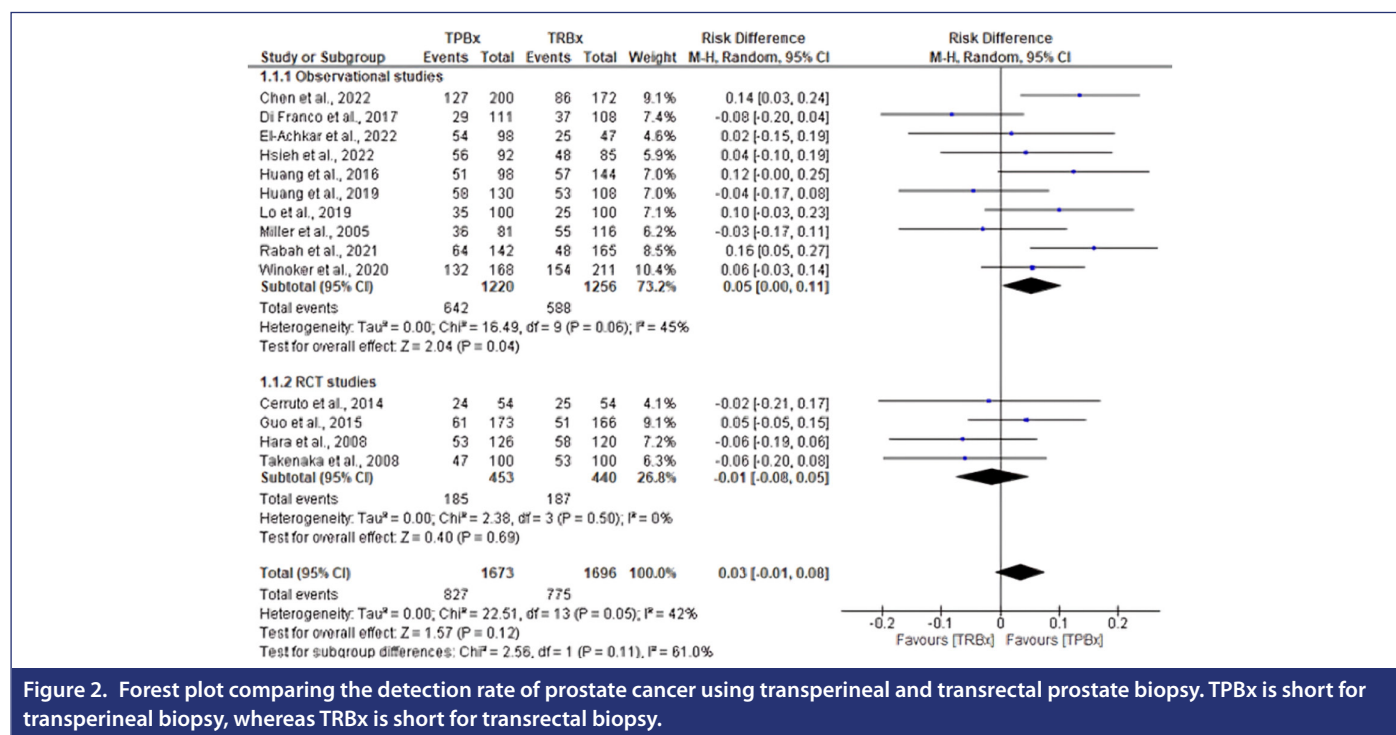 TPBx TRBx Risk Difference Risk Difference
Study or Subgroup Events Total Events Total Weight M-H, Random, 95% CI M-H, Random, 95% CI
1.1.1 Observational studies
Chen et al., 2022 127 200 86 172 9.1% 0.14 [0.03, 0.24]
Di Franco et al., 2017 29 111 37 108 7.4% -0.08 [-0.20, 0.04]
El-Achkar et al., 2022 54 98 25 47 4.6% 0.02 [-0.15, 0.19]
Hsieh et al., 2022 56 92 48 85 5.9% 0.04 [-0.10, 0.19]
Huang et al., 2016 51 98 57 144 7.0% 0.12 [-0.00, 0.25]
Huang et al., 2019 58 130 53 108 7.0% -0.04 [-0.17, 0.08]
Lo et al., 2019 35 100 25 100 7.1% 0.10 [-0.03, 0.23]
Miller et al., 2005 36 81 55 116 6.2% -0.03 [-0.17, 0.11]
Rabah et al., 2021 64 142 48 165 8.5% 0.16 [0.05, 0.27]
Winoker et al., 2020 132 168 154 211 10.4% 0.06 [-0.03, 0.14]
Subtotal (95% CI) 1220 1256 73.2% 0.05 [0.00, 0.11]
Total events 642 588
Heterogeneity: Tau² = 0.00; Chi² = 16.49, df = 9 (P = 0.06); I² = 45%
Test for overall effect: Z = 2.04 (P = 0.04)
1.1.2 RCT studies
Cerruto et al., 2014 24 54 25 54 4.1% -0.02 [-0.21, 0.17]
Guo et al., 2015 61 173 51 166 9.1% 0.05 [-0.05, 0.15]
Hara et al., 2008 53 126 58 120 7.2% -0.06 [-0.19, 0.06]
Takenaka et al., 2008 47 100 53 100 6.3% -0.06 [-0.20, 0.08]
Subtotal (95% CI) 453 440 26.8% -0.01 [-0.08, 0.05]
Total events 185 187
Heterogeneity: Tau² = 0.00; Chi² = 2.38, df = 3 (P = 0.50); I² = 0%
Test for overall effect: Z = 0.40 (P = 0.69)
Total (95% CI) 1673 1696 100.0% 0.03 [-0.01, 0.08]
Total events 827 775
Heterogeneity: Tau² = 0.00; Chi² = 22.51, df = 13 (P = 0.05); I² = 42%
Test for overall effect: Z = 1.57 (P = 0.12)
Test for subgroup differences: Chi² = 2.56, df = 1 (P = 0.11), I² = 61.0%
-0.2 -0.1 0 0.1 0.2
Favours [TRBx] Favours [TPBx]
Figure 2. Forest plot comparing the detection rate of prostate cancer using transperineal and transrectal prostate biopsy. TPBx is short for
transperineal biopsy, whereas TRBx is short for transrectal biopsy.